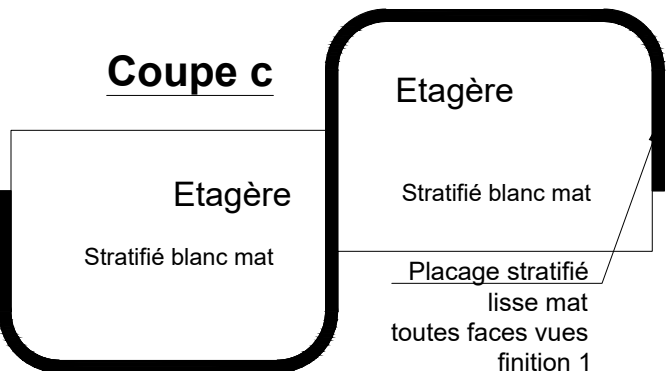 Coupe c
Etagère
Stratifié blanc mat
Etagère
Stratifié blanc mat
Placage stratifié
lisse mat
toutes faces vues
finition 1